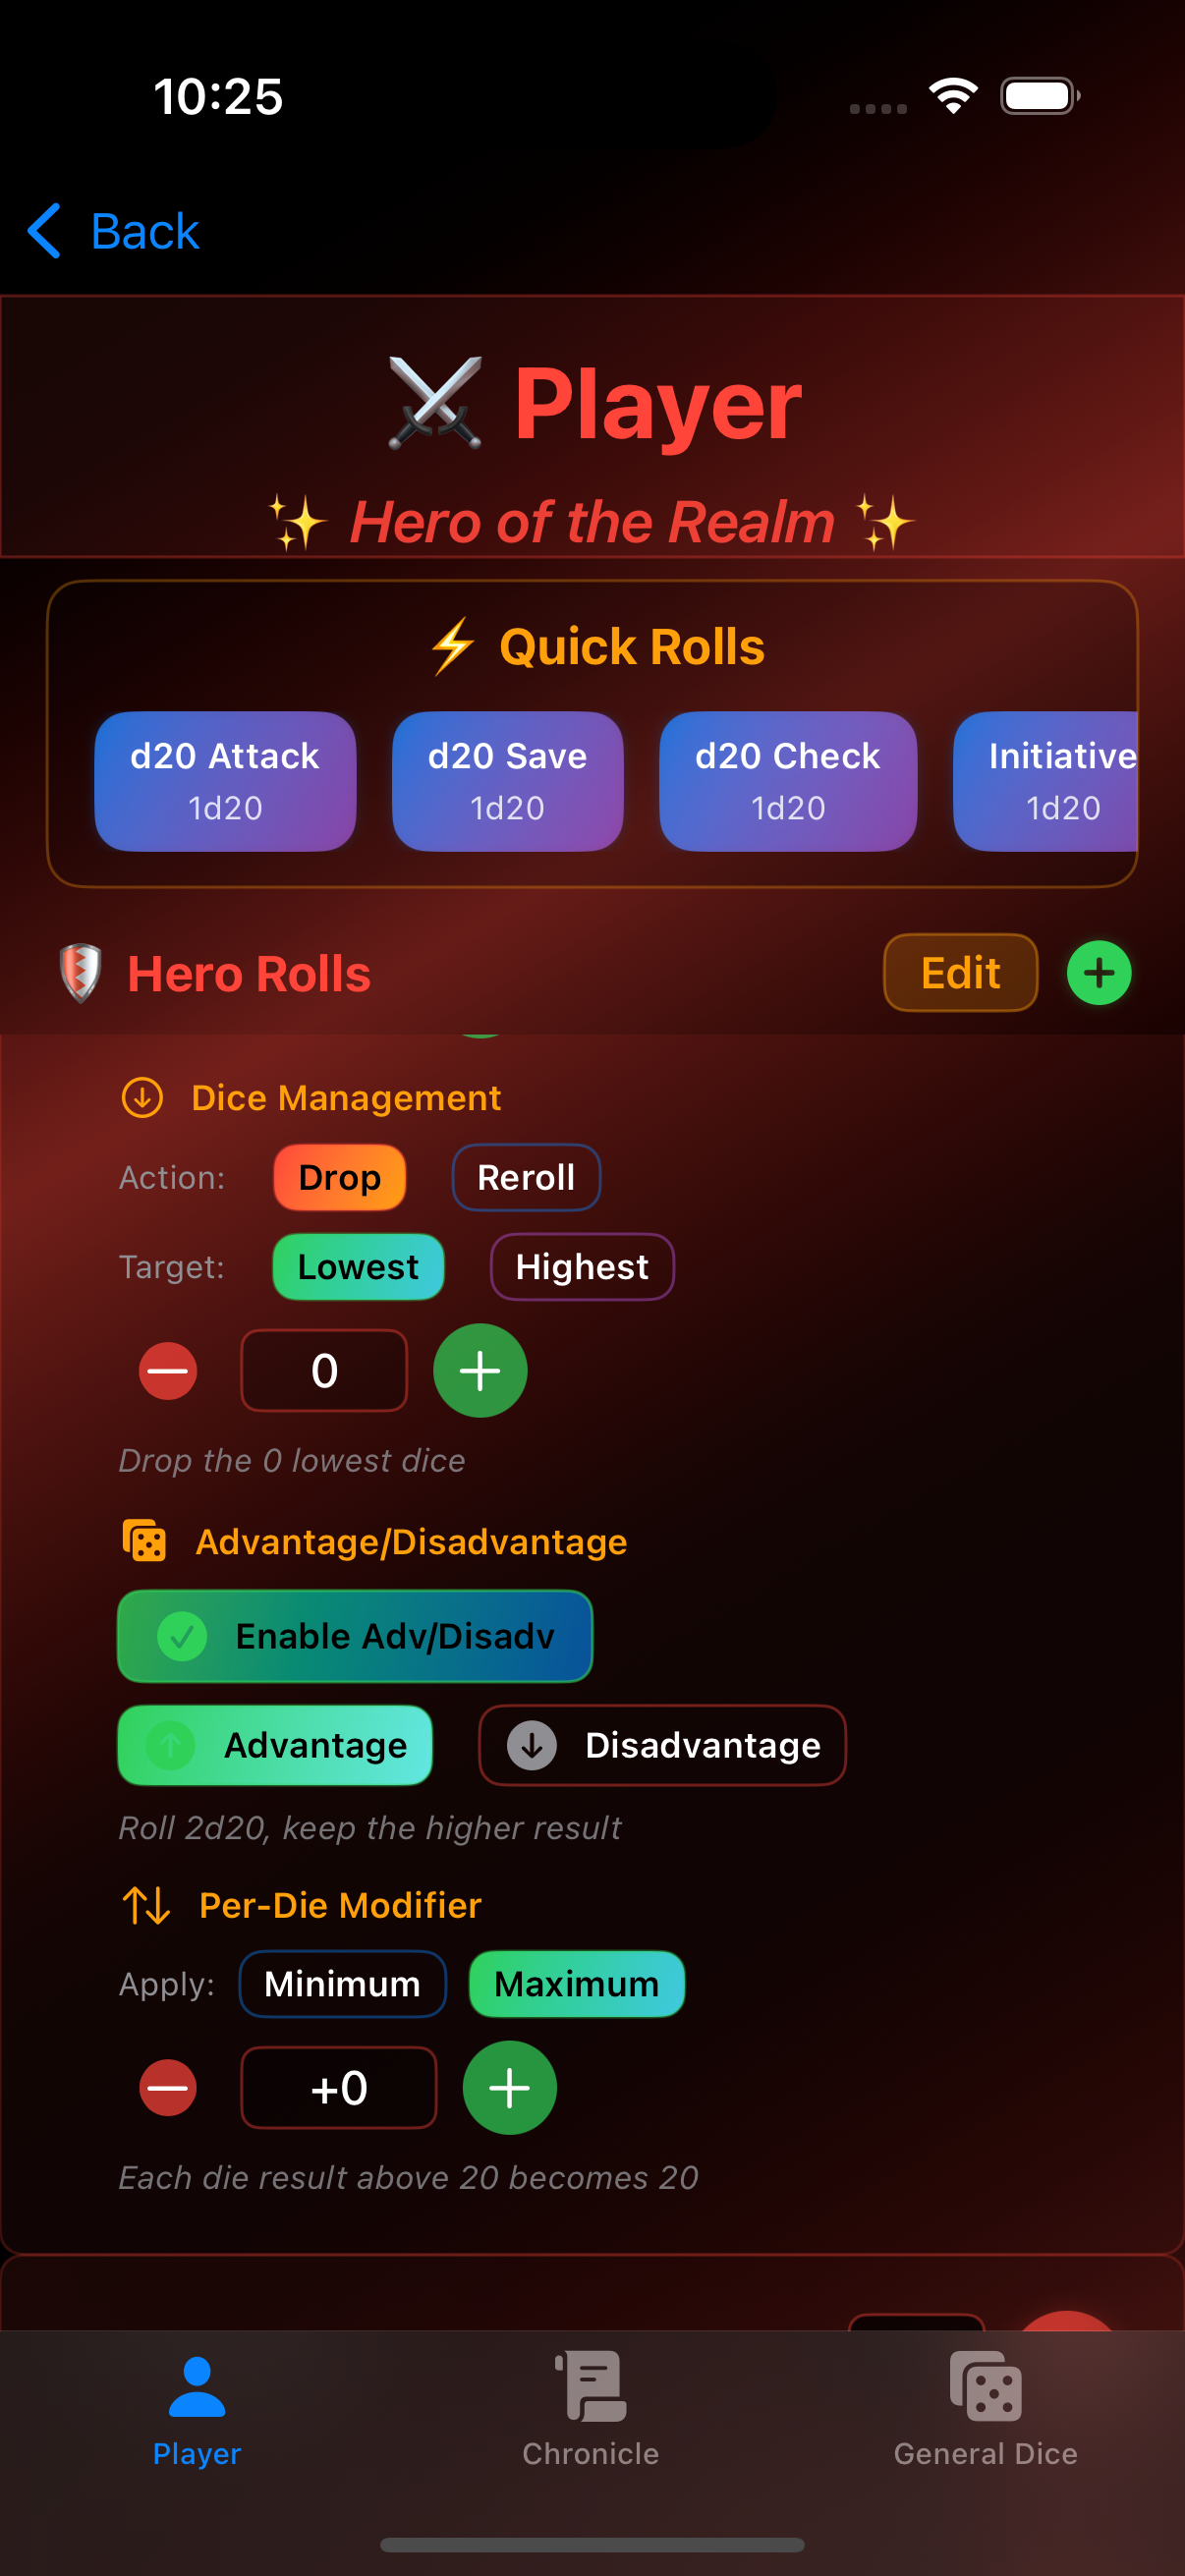 10:25
Back
Player
Hero of the Realm
Quick Rolls
d20 Attack
1d20
d20 Save
1d20
d20 Check
1d20
Initiative
1d20
Hero Rolls
Edit
Dice Management
Action: Drop Reroll
Target: Lowest Highest
0
Drop the 0 lowest dice
Advantage/Disadvantage
Enable Adv/Disadv
Advantage Disadvantage
Roll 2d20, keep the higher result
Per-Die Modifier
Apply: Minimum Maximum
+0
Each die result above 20 becomes 20
Player
Chronicle
General Dice